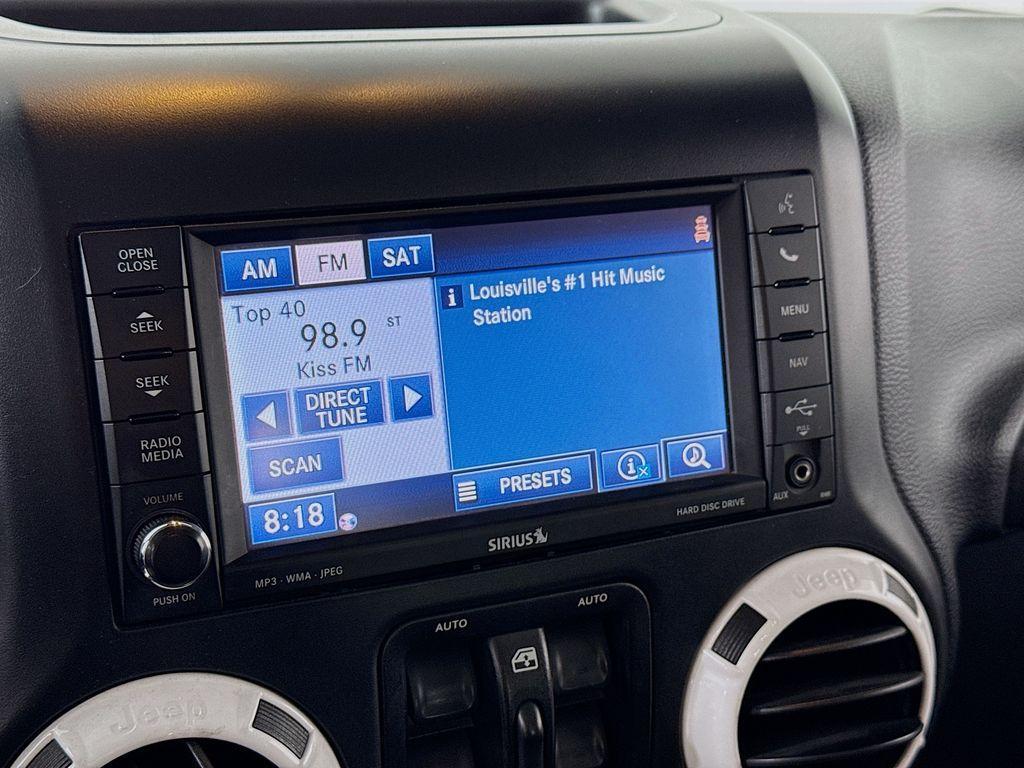 OPEN
CLOSE
SEEK
SEEK
RADIO
MEDIA
VOLUME
PUSH ON
AM
FM
SAT
Top 40
98.9 ST
Kiss FM
DIRECT
TUNE
SCAN
8:18
i Louisville's #1 Hit Music
Station
PRESETS
i
MP3 · WMA · JPEG
SIRIUS
HARD DISC DRIVE
MENU
NAV
PULL
AUX
AUTO
AUTO
Jeep
Jeep